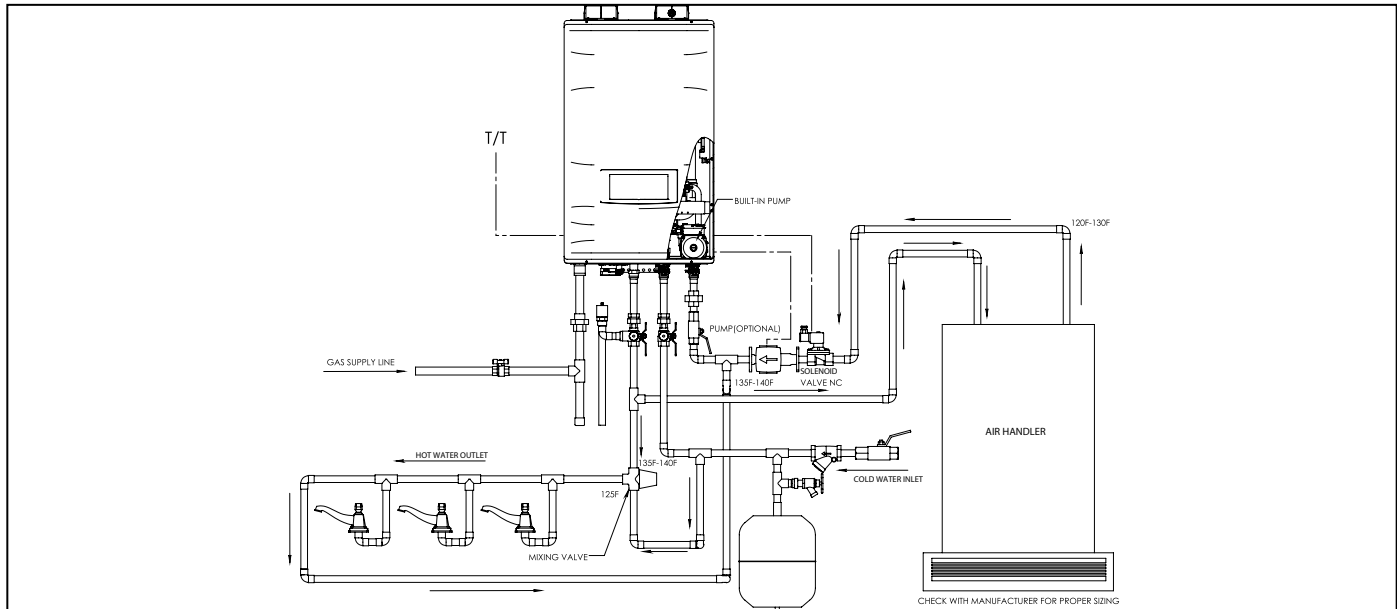 T/T
BUILT-IN PUMP
120F-130F
PUMP(OPTIONAL)
SOLENOID
VALVE NC
135F-140F
GAS SUPPLY LINE
AIR HANDLER
HOT WATER OUTLET
135F-140F
COLD WATER INLET
125F
MIXING VALVE
CHECK WITH MANUFACTURER FOR PROPER SIZING